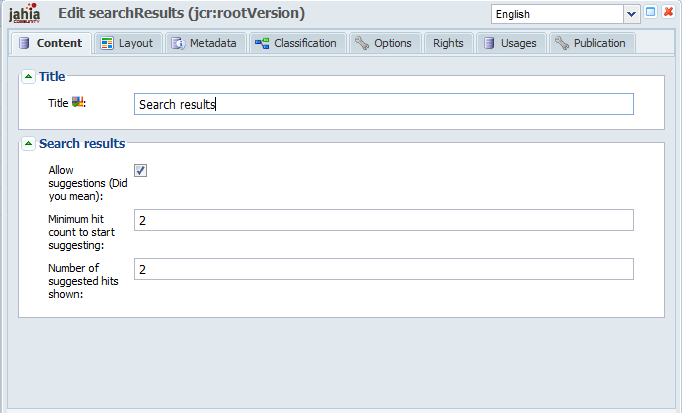 jahia
COMMUNITY
Edit searchResults (jcr:rootVersion)
English
Content
Layout
Metadata
Classification
Options
Rights
Usages
Publication
Title
Title :
Search results
Search results
Allow
suggestions (Did
you mean):
Minimum hit
count to start
suggesting:
2
Number of
suggested hits
shown:
2